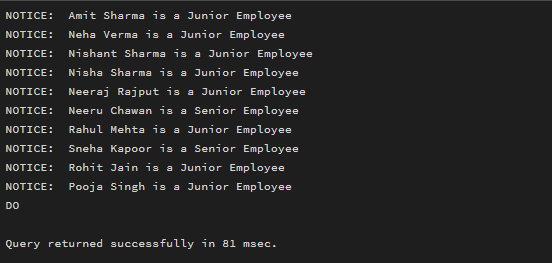 NOTICE:  Amit Sharma is a Junior Employee
NOTICE:  Neha Verma is a Junior Employee
NOTICE:  Nishant Sharma is a Junior Employee
NOTICE:  Nisha Sharma is a Junior Employee
NOTICE:  Neeraj Rajput is a Junior Employee
NOTICE:  Neeru Chawan is a Senior Employee
NOTICE:  Rahul Mehta is a Junior Employee
NOTICE:  Sneha Kapoor is a Senior Employee
NOTICE:  Rohit Jain is a Junior Employee
NOTICE:  Pooja Singh is a Junior Employee
DO
Query returned successfully in 81 msec.